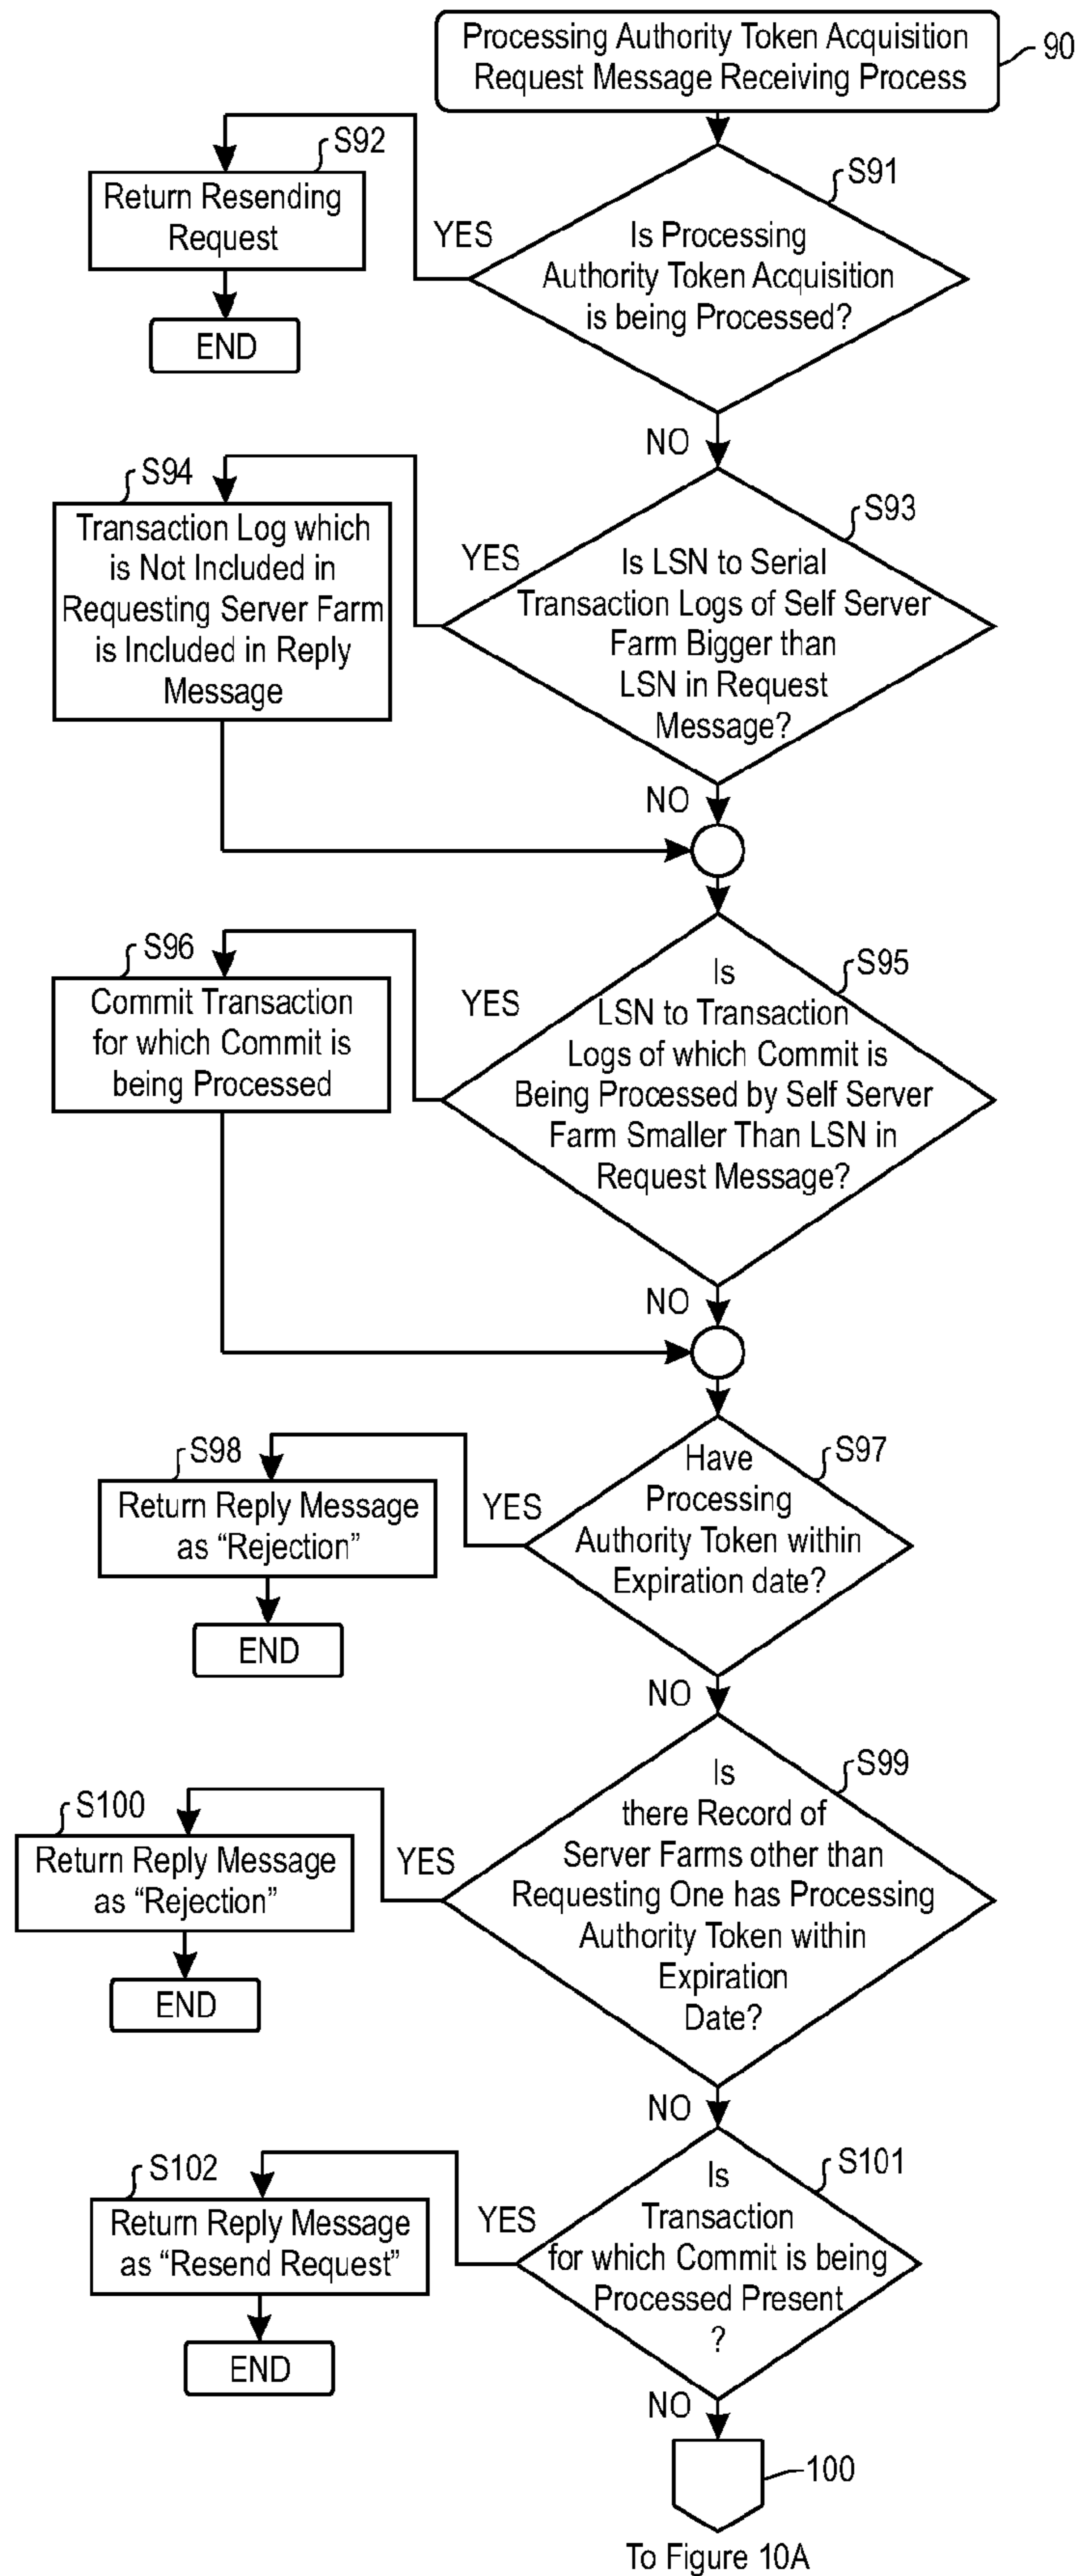 Processing Authority Token Acquisition
Request Message Receiving Process
90
S92
Return Resending
Request
END
YES
S91
Is Processing
Authority Token Acquisition
is being Processed?
NO
S94
Transaction Log which
is Not Included in
Requesting Server Farm
is Included in Reply
Message
YES
S93
Is LSN to Serial
Transaction Logs of Self Server
Farm Bigger than
LSN in Request
Message?
NO
S96
Commit Transaction
for which Commit is
being Processed
YES
S95
Is
LSN to Transaction
Logs of which Commit is
Being Processed by Self Server
Farm Smaller Than LSN in
Request Message?
NO
S98
Return Reply Message
as “Rejection”
END
YES
S97
Have
Processing
Authority Token within
Expiration date?
NO
S100
Return Reply Message
as “Rejection”
END
YES
S99
Is
there Record of
Server Farms other than
Requesting One has Processing
Authority Token within
Expiration
Date?
NO
S102
Return Reply Message
as “Resend Request”
END
YES
S101
Is
Transaction
for which Commit is being
Processed Present
?
NO
100
To Figure 10A